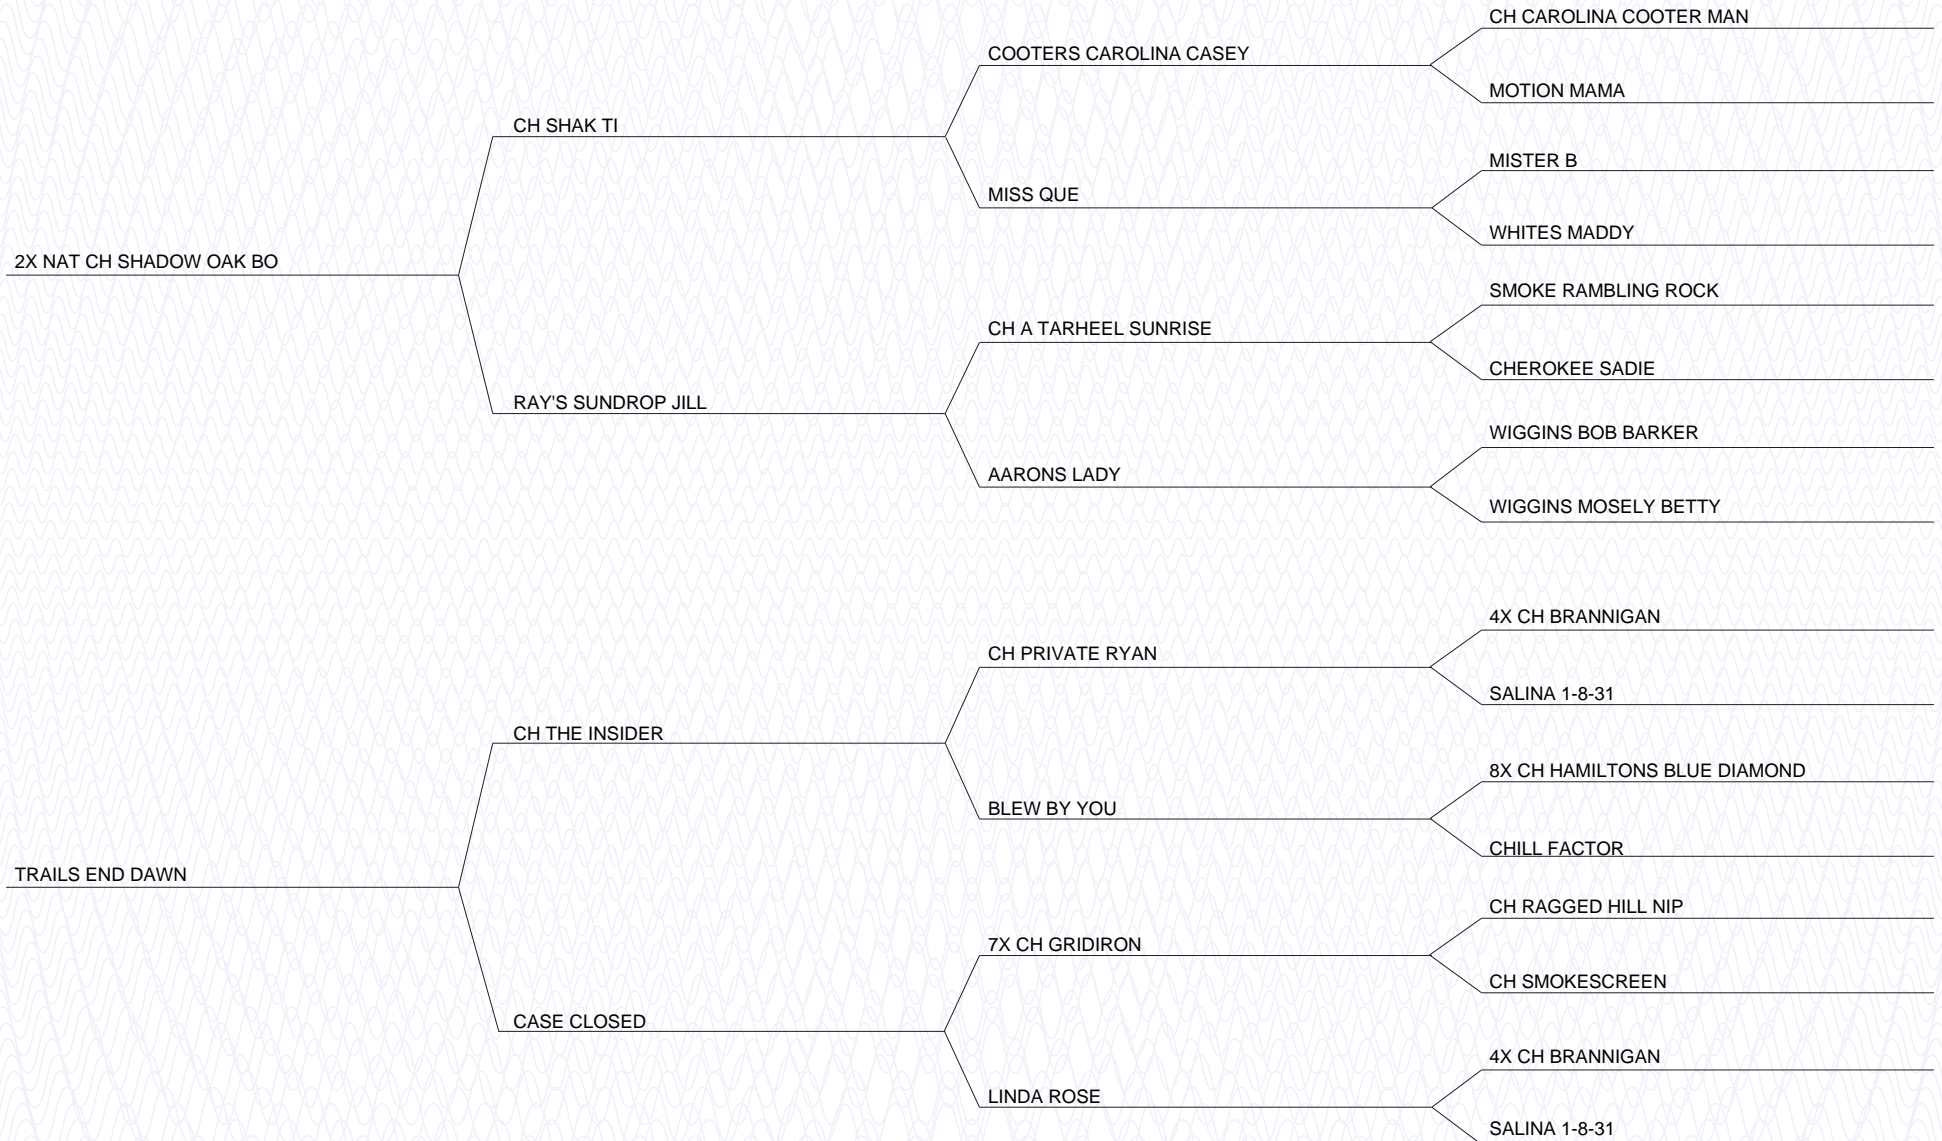 CH CAROLINA COOTER MAN
COOTERS CAROLINA CASEY
MOTION MAMA
CH SHAK TI
MISTER B
MISS QUE
WHITES MADDY
2X NAT CH SHADOW OAK BO
SMOKE RAMBLING ROCK
CH A TARHEEL SUNRISE
CHEROKEE SADIE
RAY'S SUNDROP JILL
WIGGINS BOB BARKER
AARONS LADY
WIGGINS MOSELY BETTY
4X CH BRANNIGAN
CH PRIVATE RYAN
SALINA 1-8-31
CH THE INSIDER
8X CH HAMILTONS BLUE DIAMOND
BLEW BY YOU
CHILL FACTOR
TRAILS END DAWN
CH RAGGED HILL NIP
7X CH GRIDIRON
CH SMOKESCREEN
CASE CLOSED
4X CH BRANNIGAN
LINDA ROSE
SALINA 1-8-31